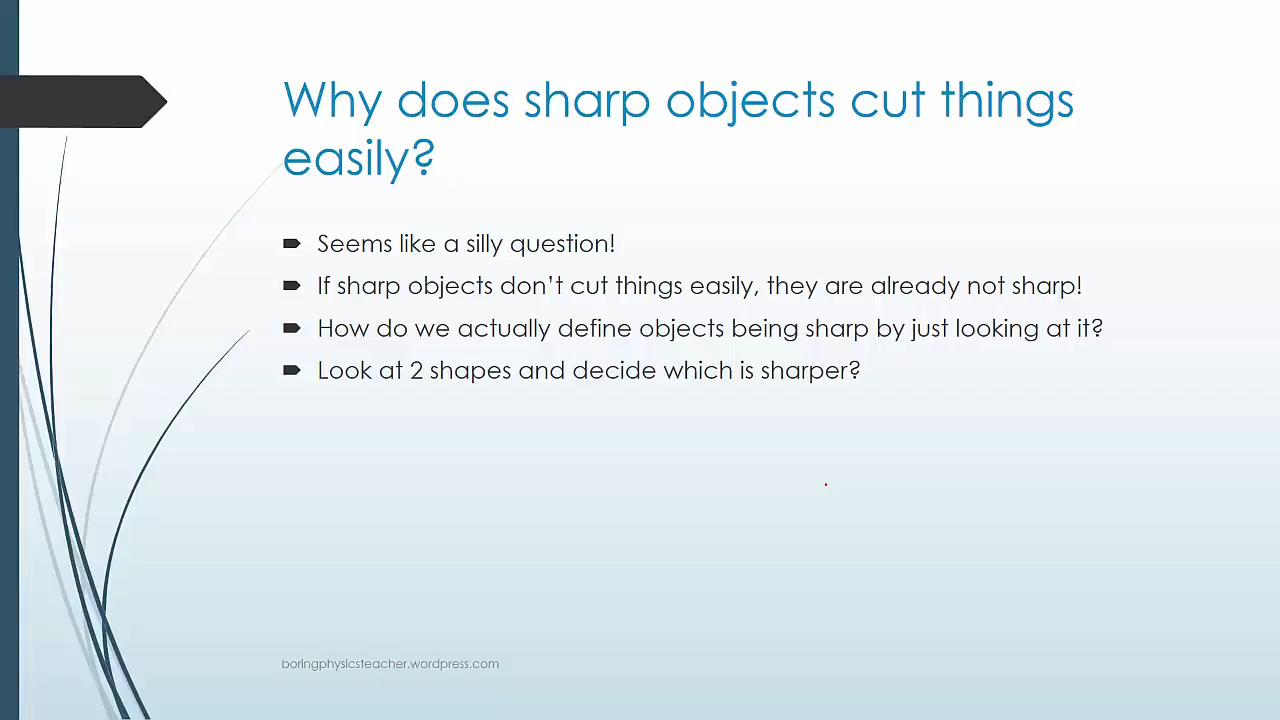 Why does sharp objects cut things
easily?
Seems like a silly question!
If sharp objects don't cut things easily, they are already not sharp!
How do we actually define objects being sharp by just looking at it?
Look at 2 shapes and decide which is sharper?
boringphysicsteacher.wordpress.com